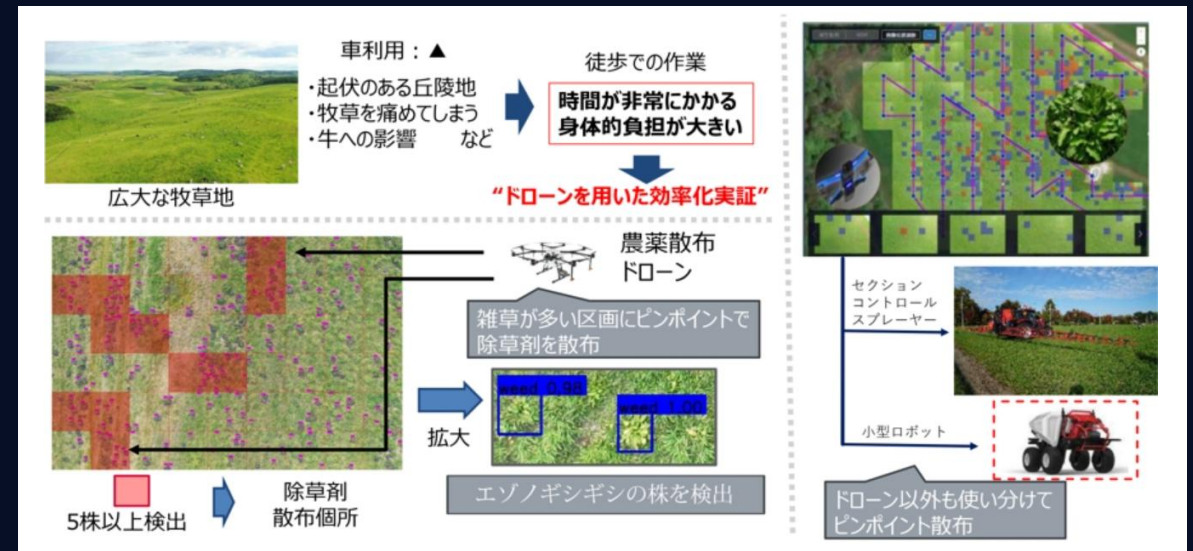 車利用：▲
・起伏のある丘陵地
・牧草を痛めてしまう
・牛への影響　　など
広大な牧草地
徒歩での作業
時間が非常にかかる
身体的負担が大きい
“ドローンを用いた効率化実証”
農薬散布
ドローン
雑草が多い区画にピンポイントで
除草剤を散布
拡大
weed 0.98
weed 1.00
エゾノギシギシの株を検出
5株以上検出
除草剤
散布個所
セクション
コントロール
スプレーヤー
小型ロボット
ドローン以外も使い分けて
ピンポイント散布